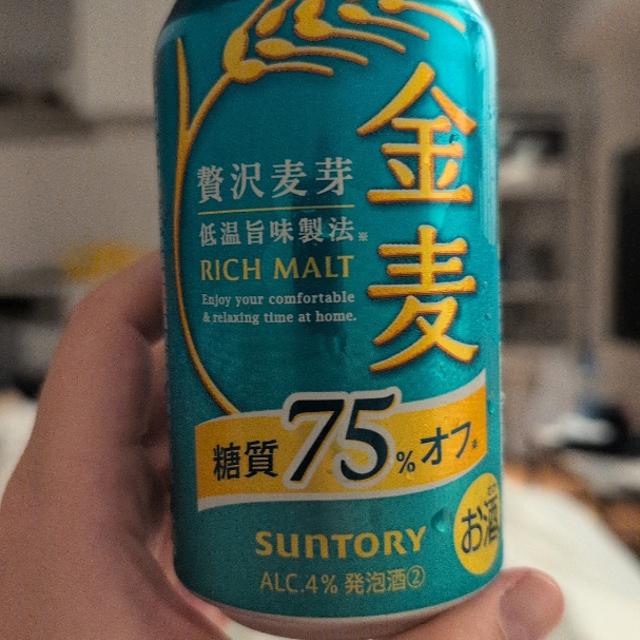 金麦
贅沢麦芽
低温旨味製法※
RICH MALT
Enjoy your comfortable
& relaxing time at home.
糖質75%オフ※
お酒
SUNTORY
ALC.4% 発泡酒②